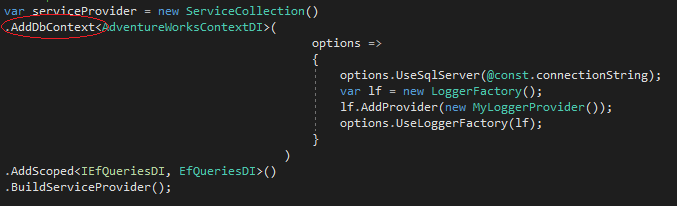 var serviceProvider = new ServiceCollection()
.AddDbContext<AdventureWorksContextDI>(
options =>
{
options.UseSqlServer(@const.connectionString);
var lf = new LoggerFactory();
lf.AddProvider(new MyLoggerProvider());
options.UseLoggerFactory(lf);
}
)
.AddScoped<IEfQueriesDI, EfQueriesDI>()
.BuildServiceProvider();